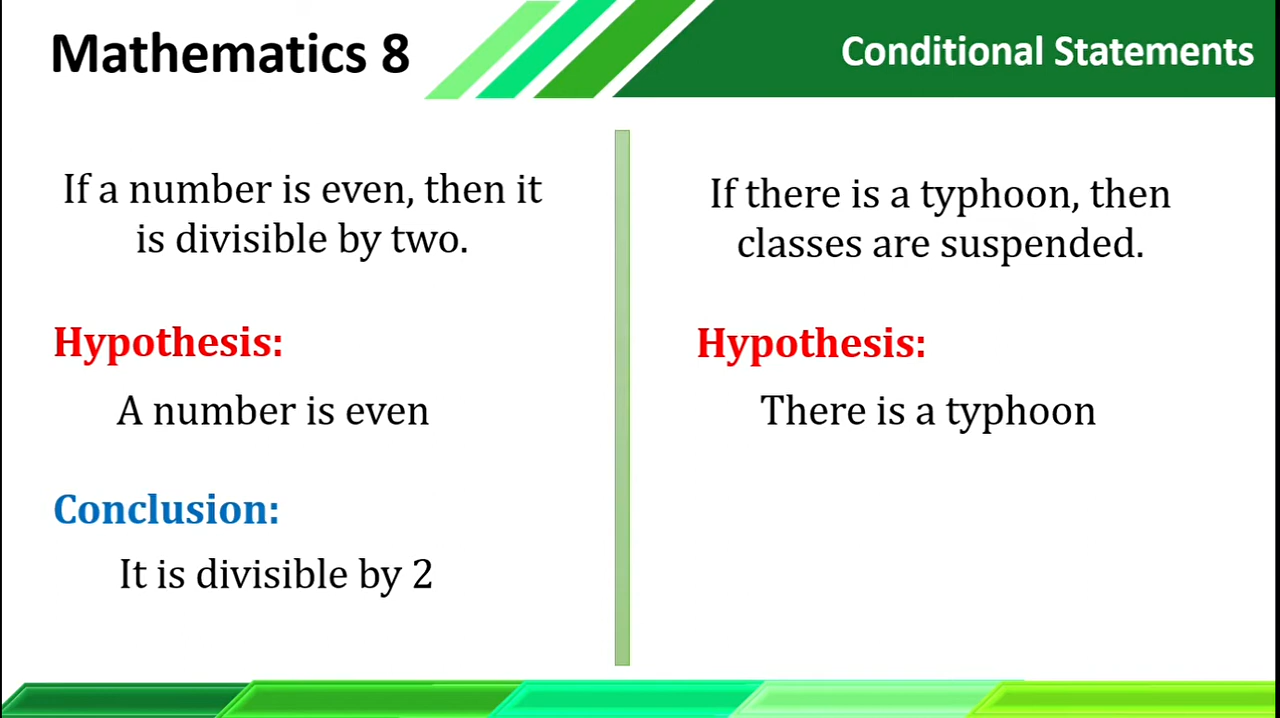 Mathematics 8
Conditional Statements
If a number is even, then it
is divisible by two.
Hypothesis:
A number is even
Conclusion:
It is divisible by 2
If there is a typhoon, then
classes are suspended.
Hypothesis:
There is a typhoon